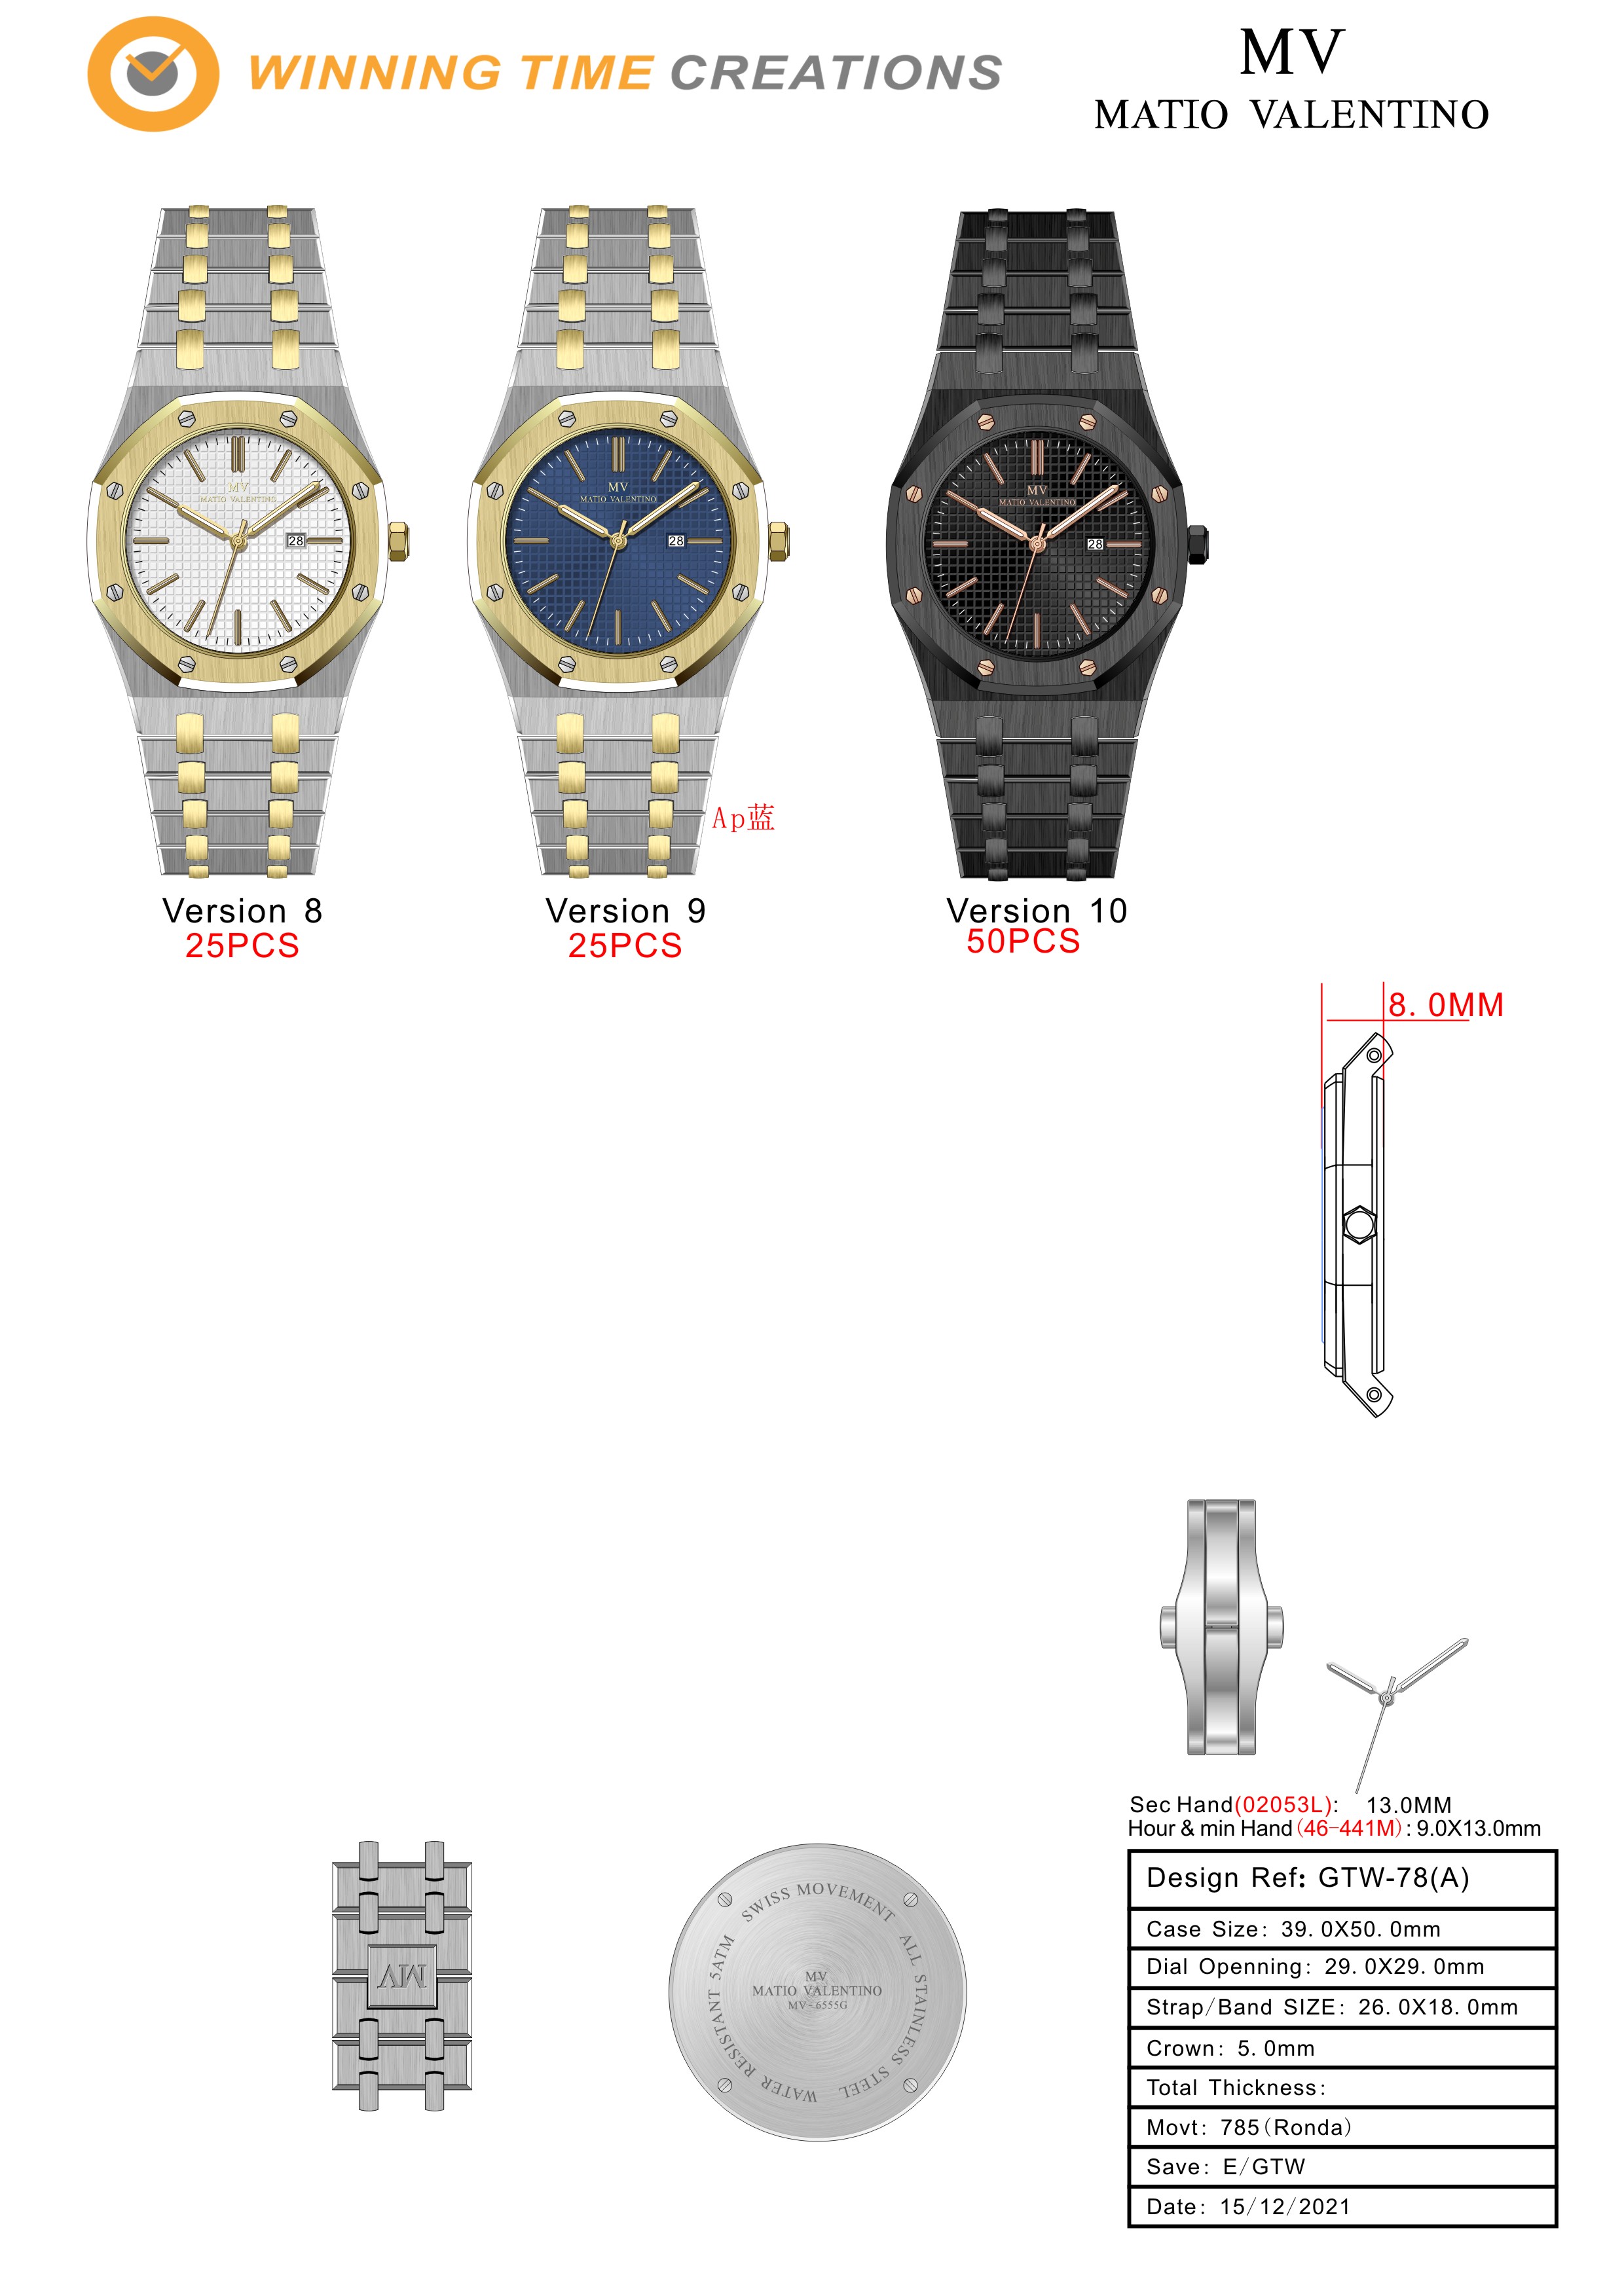 WINNING TIME CREATIONS
MV
MATIO VALENTINO
MV
MATIO VALENTINO
28
MV
MATIO VALENTINO
28
MV
MATIO VALENTINO
28
Ap蓝
Version 8
25PCS
Version 9
25PCS
Version 10
50PCS
8.0MM
Sec Hand(02053L): 13.0MM
Hour & min Hand(46-441M): 9.0X13.0mm
MV
SWISS MOVEMENT
ALL STAINLESS STEEL
WATER RESISTANT 5ATM
MV
MATIO VALENTINO
MV-6555G
Design Ref: GTW-78(A)
Case Size: 39.0X50.0mm
Dial Openning: 29.0X29.0mm
Strap/Band SIZE: 26.0X18.0mm
Crown: 5.0mm
Total Thickness:
Movt: 785(Ronda)
Save: E/GTW
Date: 15/12/2021